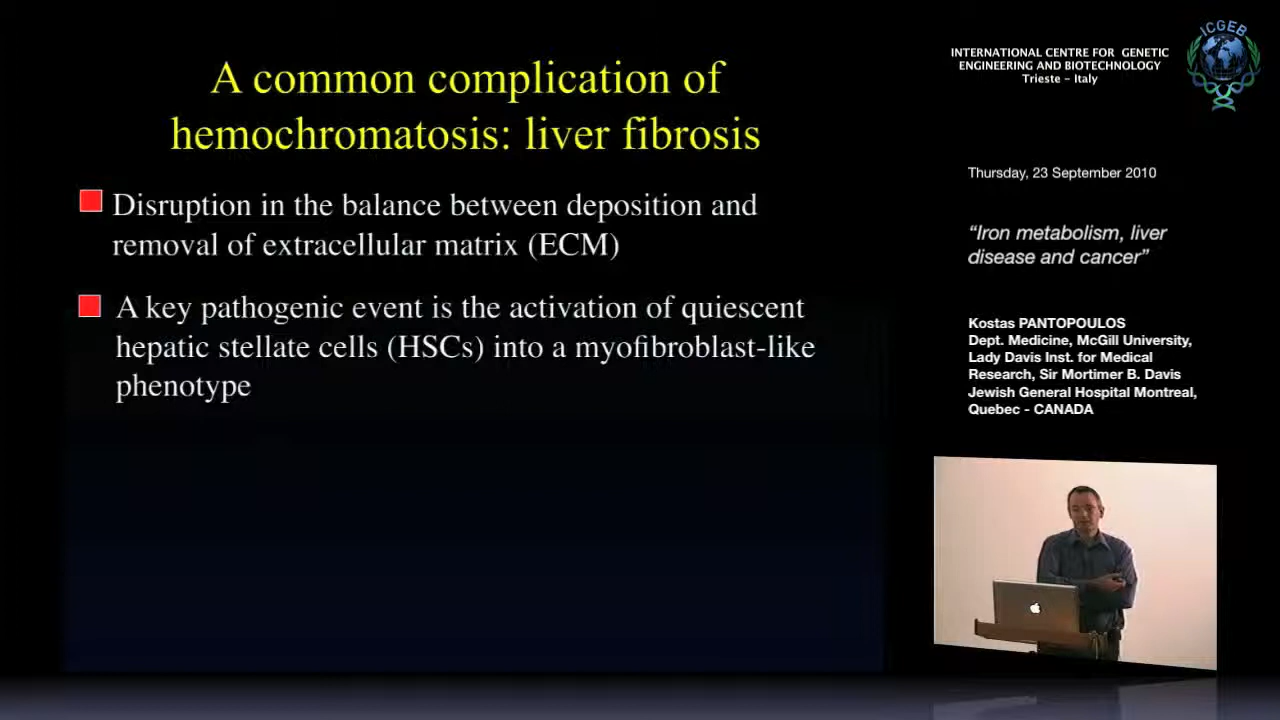 A common complication of
hemochromatosis: liver fibrosis
Disruption in the balance between deposition and
removal of extracellular matrix (ECM)
A key pathogenic event is the activation of quiescent
hepatic stellate cells (HSCs) into a myofibroblast-like
phenotype
INTERNATIONAL CENTRE FOR GENETIC
ENGINEERING AND BIOTECHNOLOGY
Trieste - Italy
ICGEB
Thursday, 23 September 2010
“Iron metabolism, liver
disease and cancer”
Kostas PANTOPOULOS
Dept. Medicine, McGill University,
Lady Davis Inst. for Medical
Research, Sir Mortimer B. Davis
Jewish General Hospital Montreal,
Quebec - CANADA